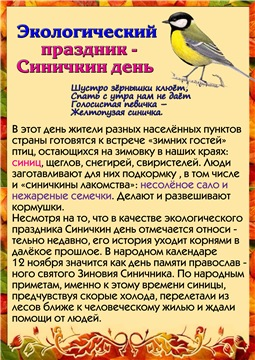 Экологический
праздник -
Синичкин день
Шустро зёрнышки клюёт,
Спать с утра нам не даёт
Голосистая певичка –
Желтопузая синичка.
В этот день жители разных населённых пунктов
страны готовятся к встрече «зимних гостей»
птиц, остающихся на зимовку в наших краях:
синиц, щеглов, снегирей, свиристелей. Люди
заготавливают для них подкормку , в том числе
и «синичкины лакомства»: несолёное сало и
нежареные семечки. Делают и развешивают
кормушки.
Несмотря на то, что в качестве экологического
праздника Синичкин день отмечается относи -
тельно недавно, его история уходит корнями в
далёкое прошлое. В народном календаре
12 ноября значится как день памяти православ -
ного святого Зиновия Синичника. По народным
приметам, именно к этому времени синицы,
предчувствуя скорые холода, перелетали из
лесов ближе к человеческому жилью и ждали
помощи от людей.